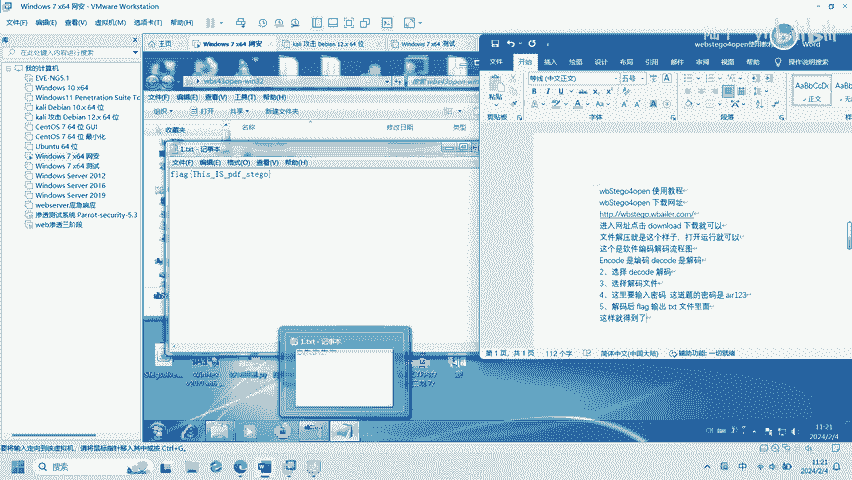 Windows 7 x64 网安 - VMware Workstation
文件(F) 编辑(E) 查看(V) 虚拟机(M) 选项卡(T) 帮助(H)
库
在此处键入内容进行搜索
我的计算机
EVE-NG5.1
Windows 10 x64
Windows11 Penetration Suite Tc
kali Debian 10.x 64 位
kali 攻击 Debian 12.x 64 位
CentOS 7 64 位 GUI
CentOS 7 64 位 最小化
Ubuntu 64 位
Windows 7 x64 网安
Windows 7 x64 测试
Windows Server 2012
Windows Server 2016
Windows Server 2019
webserver应急响应
渗透测试系统 Parrot-security-5.3
web渗透三阶段
主页
Windows 7 x64 网安
kali 攻击 Debian 12.x 64 位
Windows 7 x64 测试
wbs43open-win32
文件(F) 编辑(E) 查看(V) 工具(T) 帮助(H)
组织 打开 共享 新建文件夹
收藏夹
名称 修改日期 类型
1.txt - 记事本
文件(F) 编辑(E) 格式(O) 查看(V) 帮助(H)
flag{This_IS_pdf_stego}
1.txt - 记事本
11:21
2024/2/4
Word
文件 开始 插入 绘图 设计 布局 引用 邮件 审阅 视图 帮助 操作说明搜索
等线 (中文正文) 五号
粘贴
AaBbCcDc
正文
剪贴板 字体 段落
wbStego4open 使用教程
wbStego4open 下载网址
http://wbstego.wbailer.com/
进入网址点击 download 下载就可以
文件解压就是这个样子，打开运行就可以
这个是软件编码解码流程图
Encode 是编码 decode 是解码
2、选择 decode 解码
3、选择解码文件
4、这里要输入密码 这道题的密码是 air123
5、解码后 flag 输出 txt 文件里面
这样就得到了
第 1 页，共 1 页 112 个字 简体中文(中国大陆) 辅助功能: 一切就绪
要将输入定向到该虚拟机，请将鼠标指针移入其中或按 Ctrl+G。
搜索
中
11:21
2024/2/4